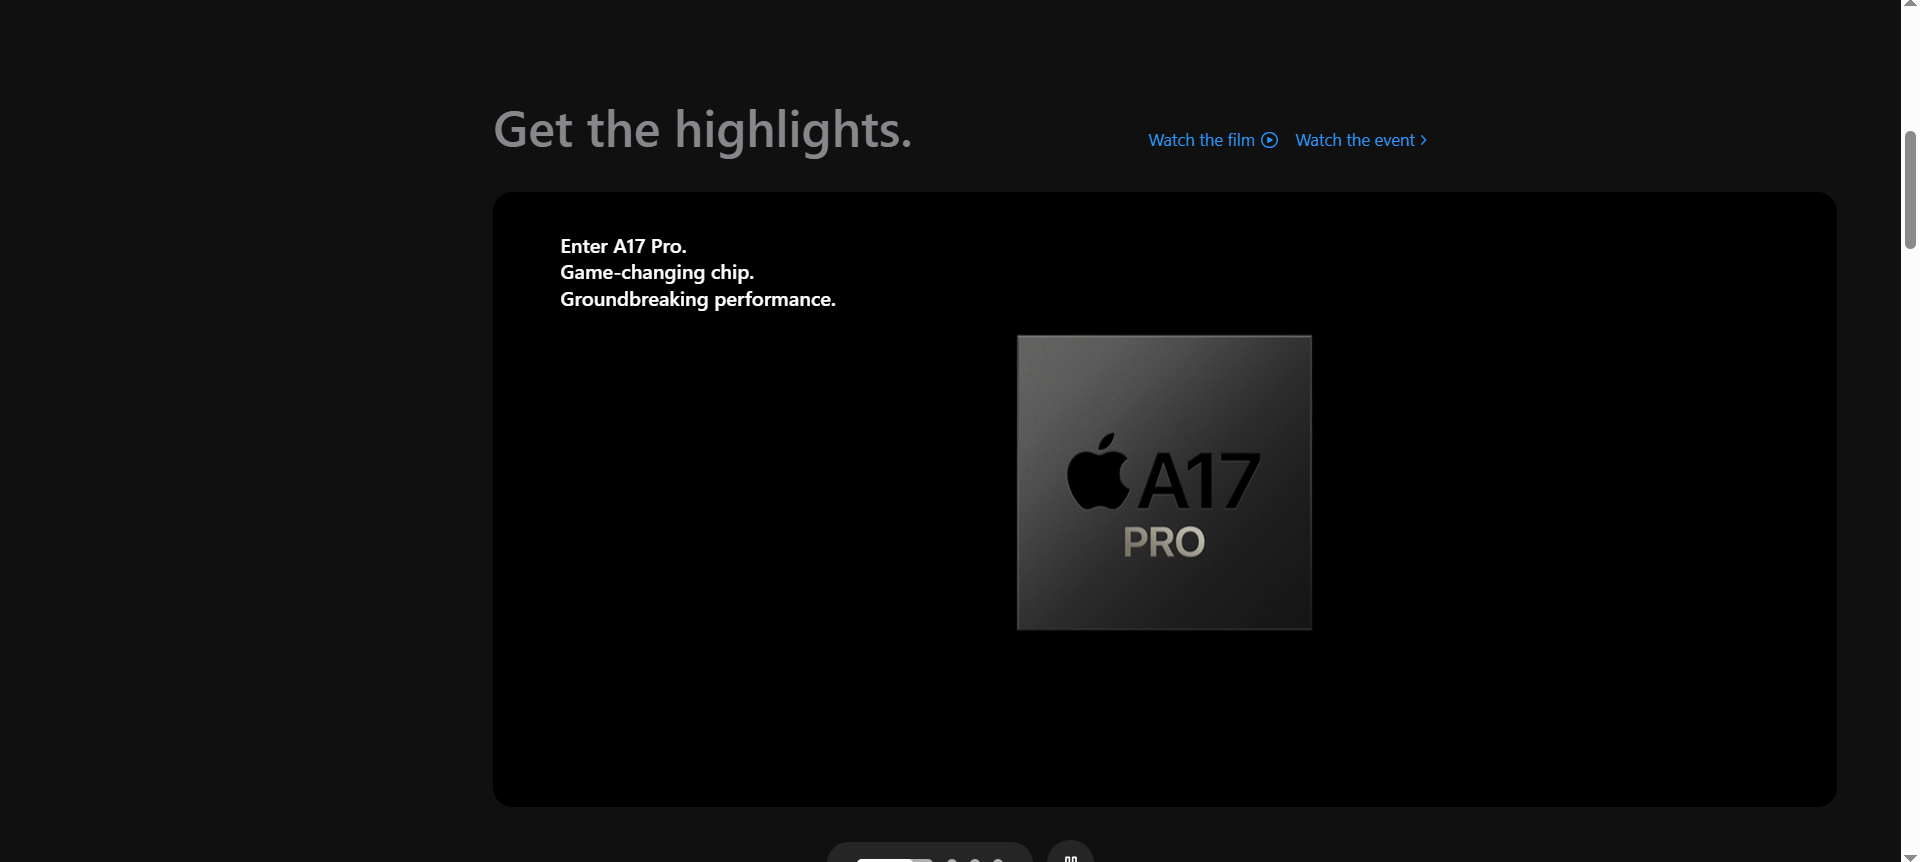 Get the highlights.
Watch the film
Watch the event
Enter A17 Pro.
Game-changing chip.
Groundbreaking performance.
A17
PRO